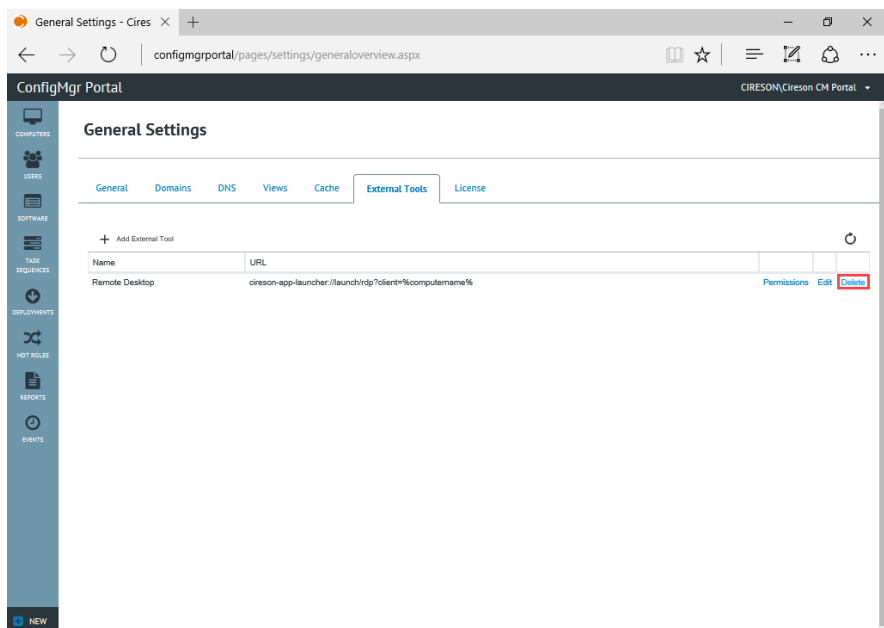 General Settings - Cires
configmgrportal/pages/settings/generaloverview.aspx
ConfigMgr Portal
CIRESON\Cireson CM Portal
COMPUTERS
USERS
SOFTWARE
TASK
SEQUENCES
DEPLOYMENTS
MDT ROLES
REPORTS
EVENTS
NEW
General Settings
General Domains DNS Views Cache External Tools License
Add External Tool
Name URL
Remote Desktop cireson-app-launcher://launch/rdp?client=%computername% Permissions Edit Delete